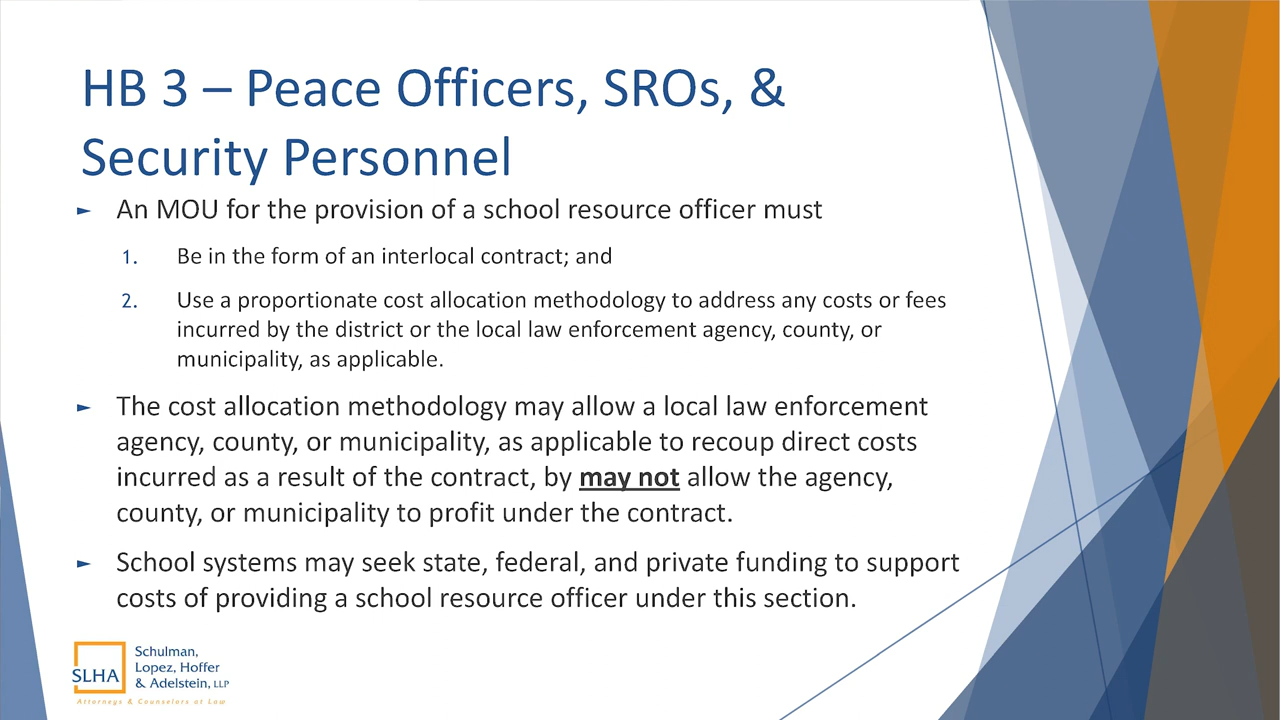 HB 3 – Peace Officers, SROs, &
Security Personnel
► An MOU for the provision of a school resource officer must
1. Be in the form of an interlocal contract; and
2. Use a proportionate cost allocation methodology to address any costs or fees
incurred by the district or the local law enforcement agency, county, or
municipality, as applicable.
► The cost allocation methodology may allow a local law enforcement
agency, county, or municipality, as applicable to recoup direct costs
incurred as a result of the contract, by may not allow the agency,
county, or municipality to profit under the contract.
► School systems may seek state, federal, and private funding to support
costs of providing a school resource officer under this section.
SLHA
Schulman,
Lopez, Hoffer
& Adelstein, LLP
Attorneys & Counselors at Law